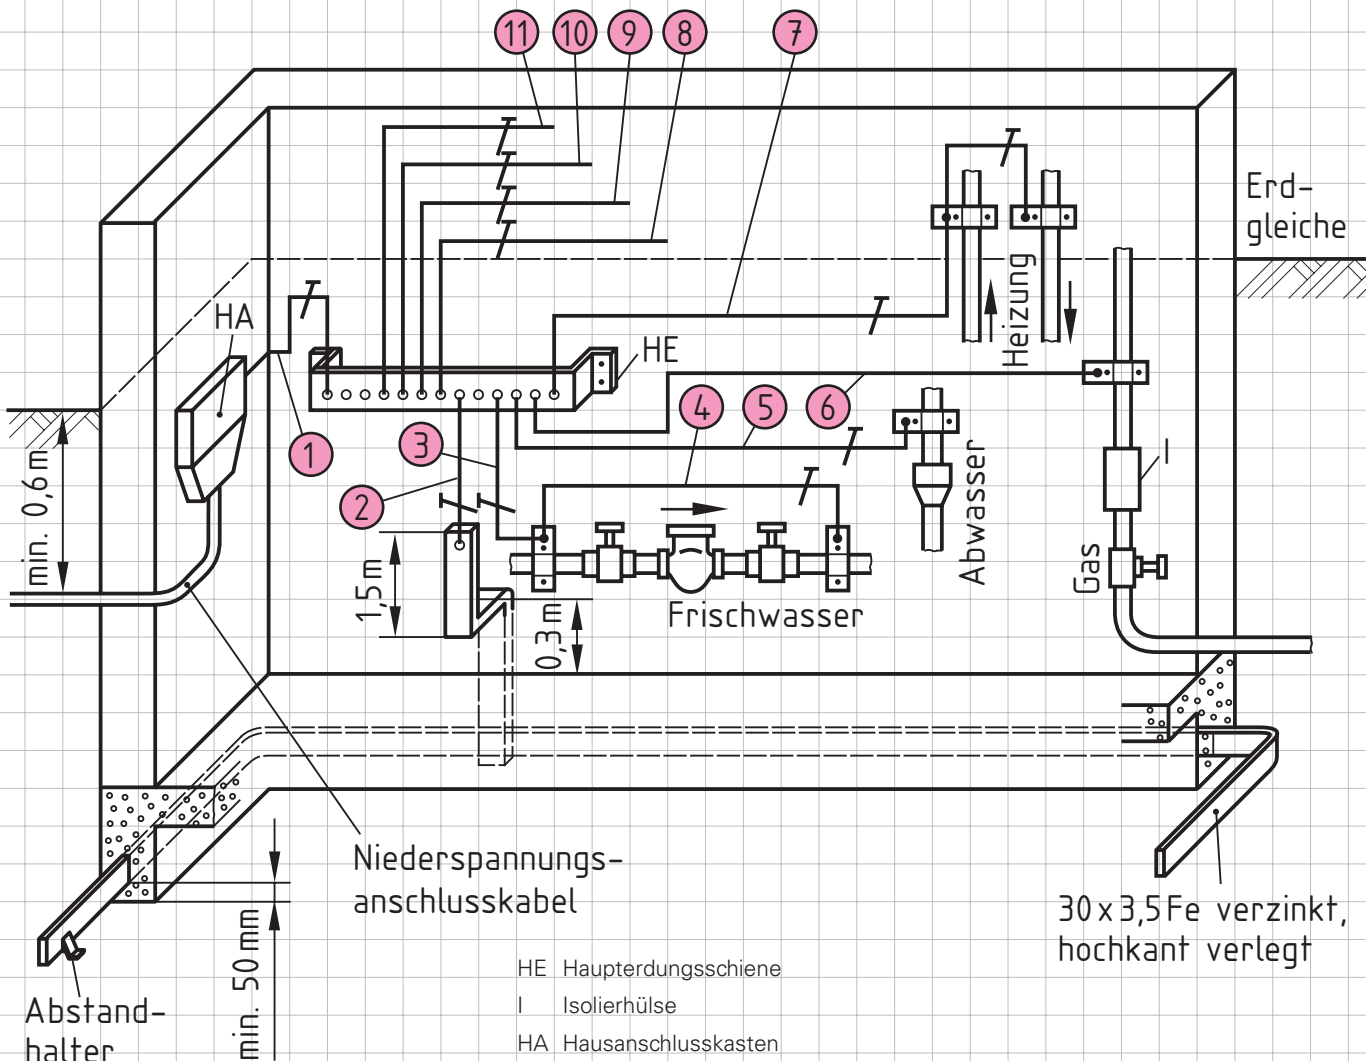 11
10
9
8
7
Erd-
gleiche
HA
Heizung
HE
min. 0,6 m
1
3
4
5
6
I
2
Abwasser
Gas
1,5 m
Frischwasser
0,3 m
Niederspannungs-
anschlusskabel
30 x 3,5 Fe verzinkt,
hochkant verlegt
min. 50 mm
Abstand-
halter
HE Haupterdungsschiene
I Isolierhülse
HA Hausanschlusskasten